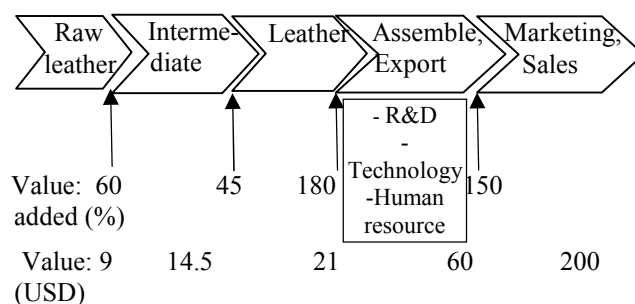 Raw leather
Interme-diate
Leather
Assemble, Export
Marketing, Sales
- R&D
-
Technology
-Human
resource
Value: 60 45 180 150
added (%)
Value: 9 14.5 21 60 200
(USD)